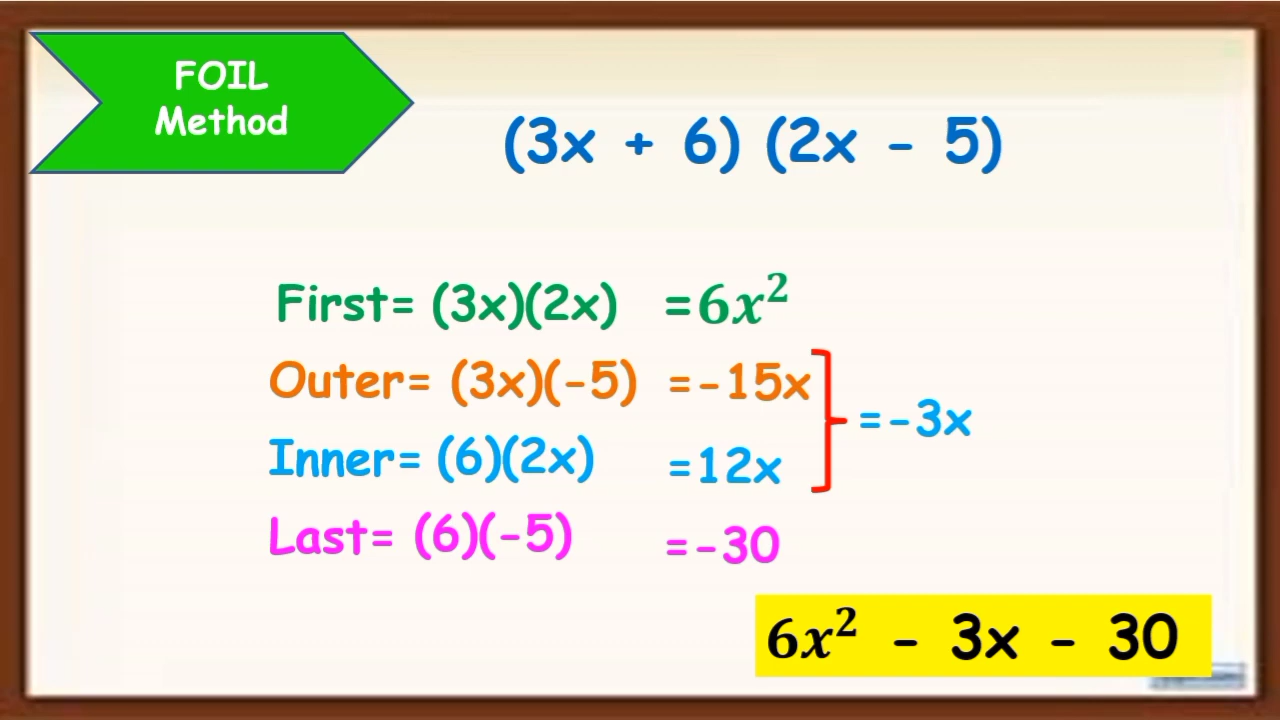 FOIL
Method
(3x + 6) (2x - 5)
First= (3x)(2x) =6x²
Outer= (3x)(-5) =-15x
=-3x
Inner= (6)(2x) =12x
Last= (6)(-5) =-30
6x² - 3x - 30